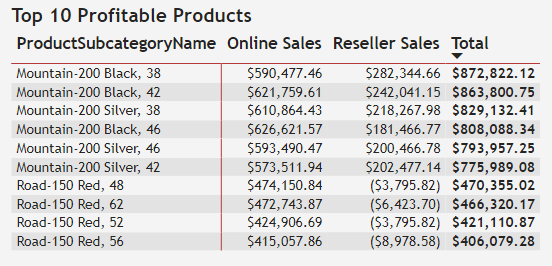 Top 10 Profitable Products
ProductSubcategoryName Online Sales Reseller Sales Total
Mountain-200 Black, 38 $590,477.46 $282,344.66 $872,822.12
Mountain-200 Black, 42 $621,759.61 $242,041.15 $863,800.75
Mountain-200 Silver, 38 $610,864.43 $218,267.98 $829,132.41
Mountain-200 Black, 46 $626,621.57 $181,466.77 $808,088.34
Mountain-200 Silver, 46 $593,490.47 $200,466.78 $793,957.25
Mountain-200 Silver, 42 $573,511.94 $202,477.14 $775,989.08
Road-150 Red, 48 $474,150.84 ($3,795.82) $470,355.02
Road-150 Red, 62 $472,743.87 ($6,423.70) $466,320.17
Road-150 Red, 52 $424,906.69 ($3,795.82) $421,110.87
Road-150 Red, 56 $415,057.86 ($8,978.58) $406,079.28